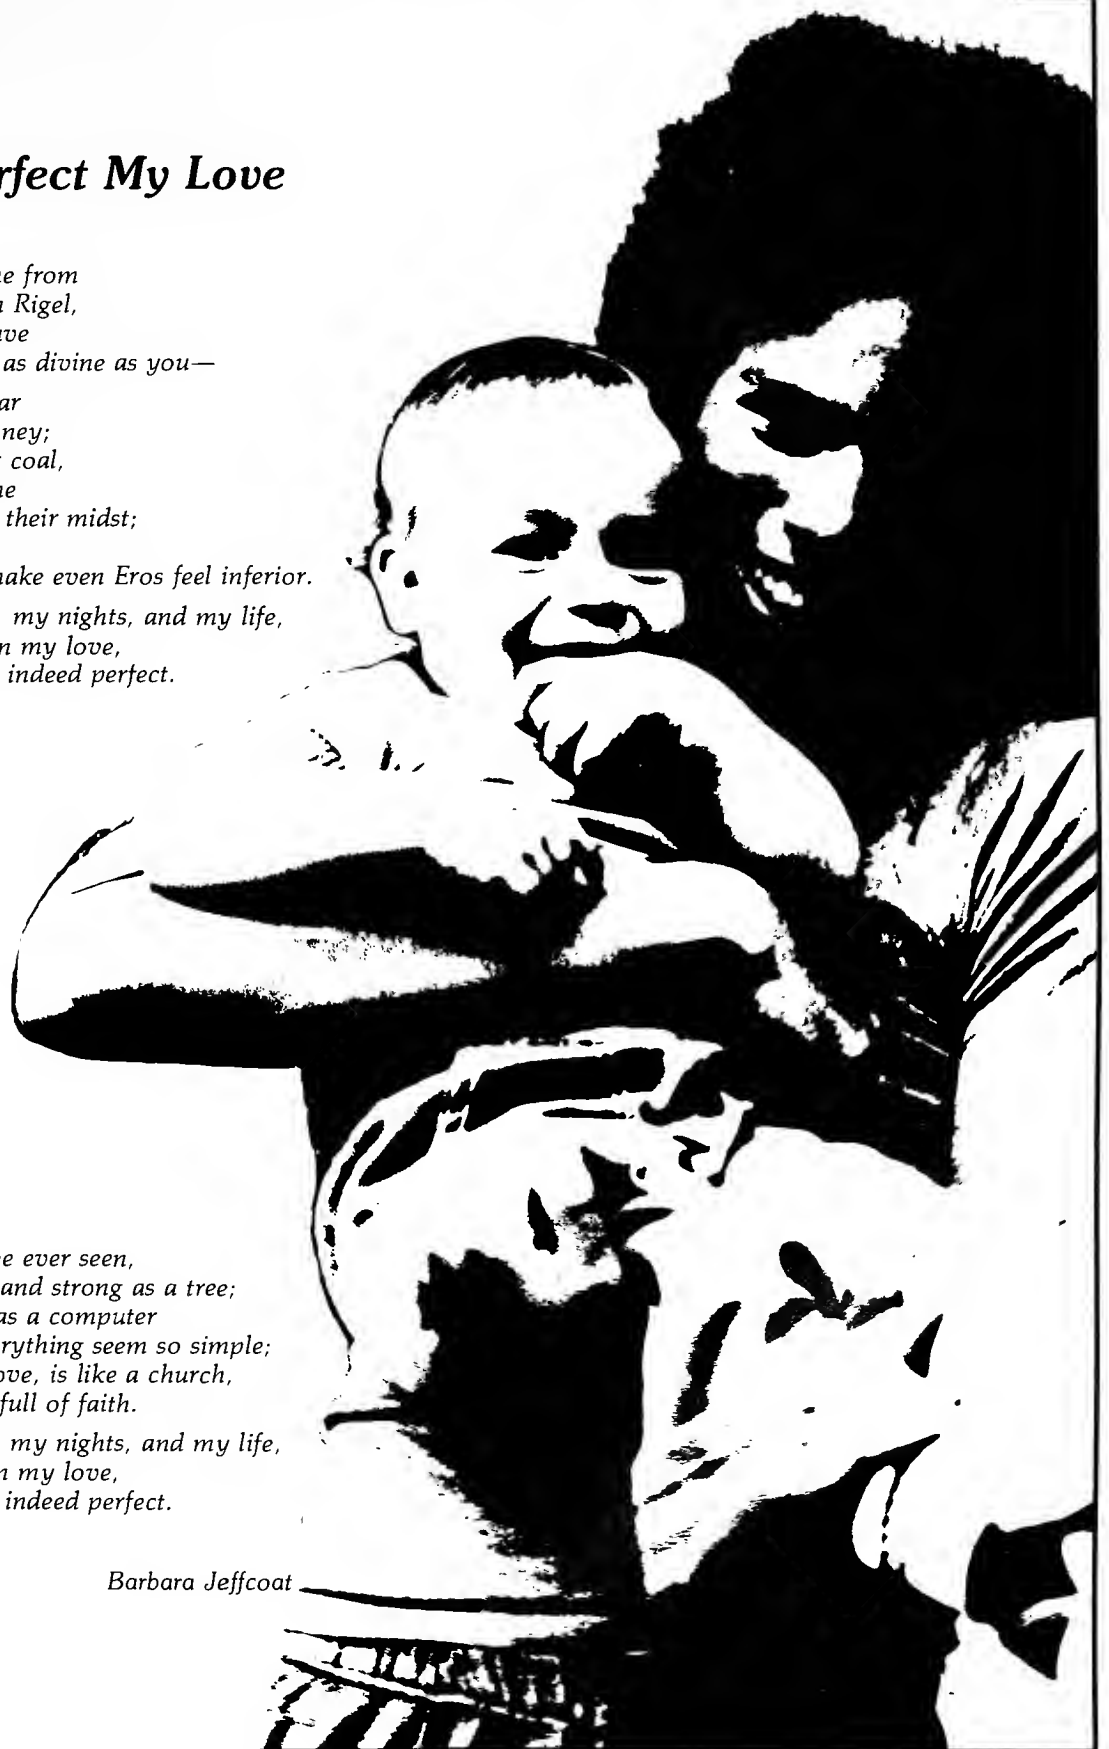 rfect My Love
e from
Rigel,
ve
as divine as you—
ar
ney;
coal,
ne
their midst;
ake even Eros feel inferior.
my nights, and my life,
n my love,
indeed perfect.
e ever seen,
and strong as a tree;
as a computer
rything seem so simple;
ove, is like a church,
full of faith.
my nights, and my life,
n my love,
indeed perfect.
Barbara Jeffcoat